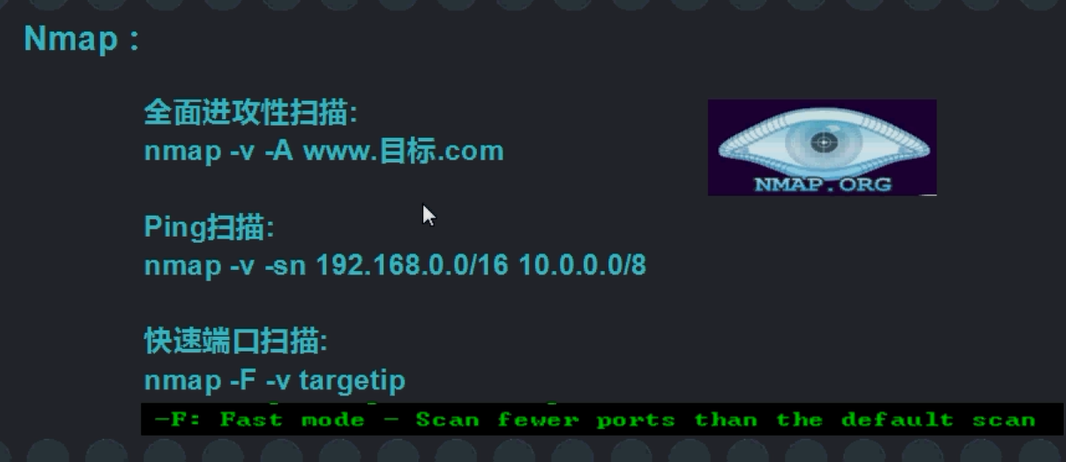 Nmap :
全面进攻性扫描:
nmap -v -A www.目标.com
NMAP.ORG
Ping扫描:
nmap -v -sn 192.168.0.0/16 10.0.0.0/8
快速端口扫描:
nmap -F -v targetip
-F: Fast mode - Scan fewer ports than the default scan